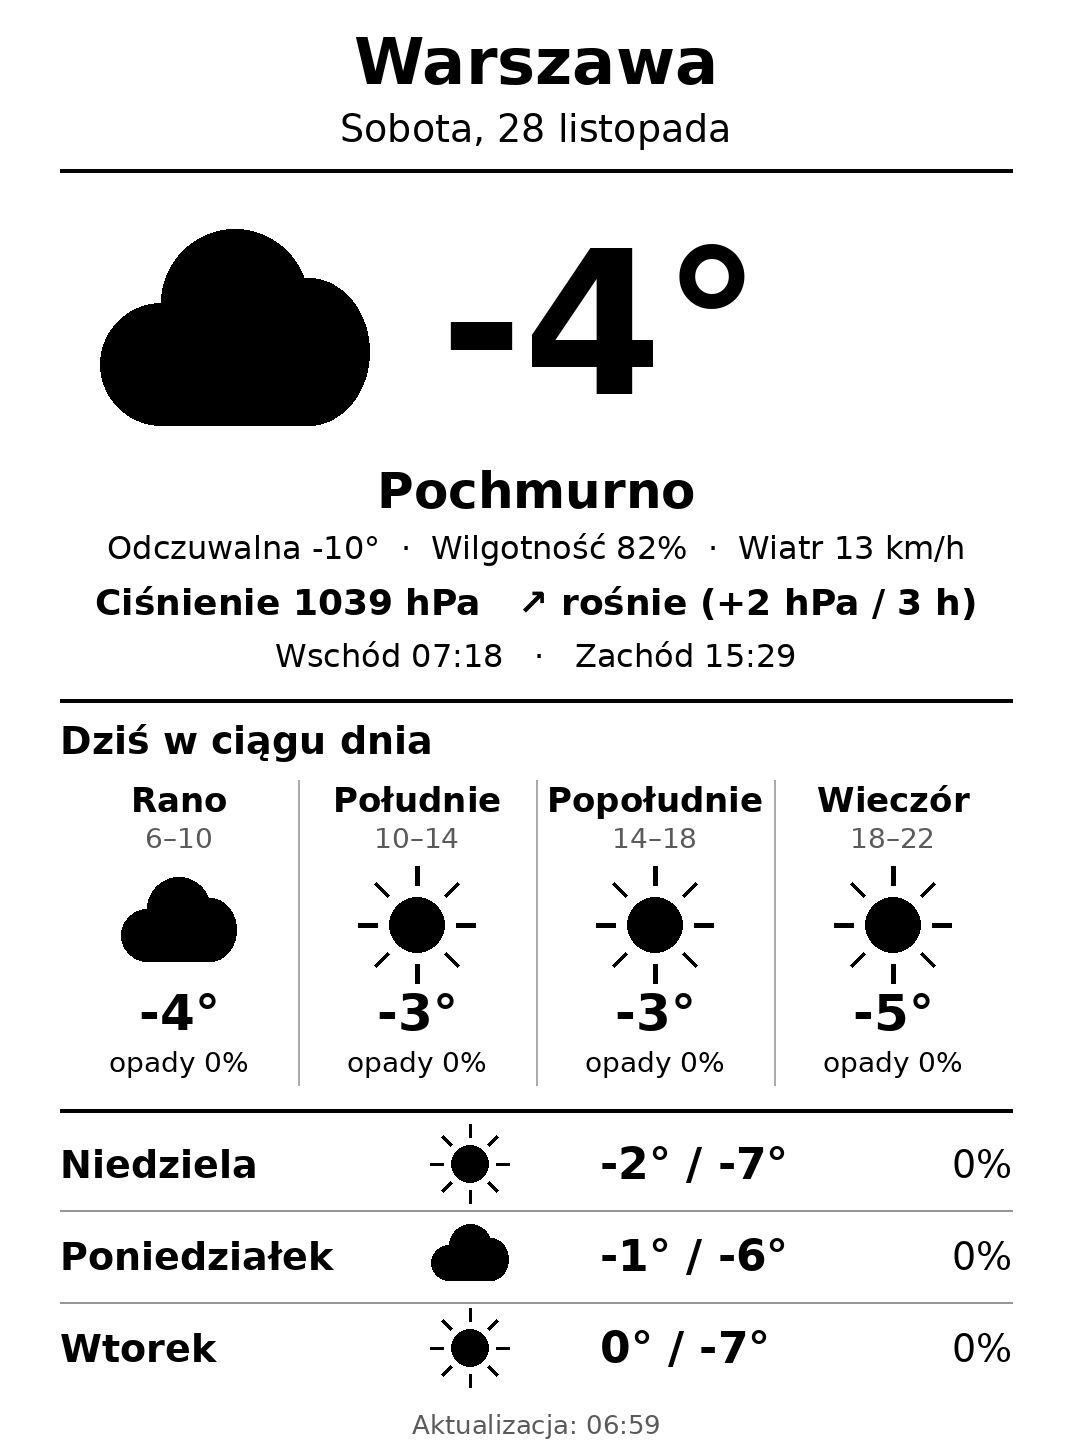 Warszawa
Sobota, 28 listopada
-4°
Pochmurno
Odczuwalna -10° · Wilgotność 82% · Wiatr 13 km/h
Ciśnienie 1039 hPa ↗ rośnie (+2 hPa / 3 h)
Wschód 07:18 · Zachód 15:29
Dziś w ciągu dnia
Rano Południe Popołudnie Wieczór
6–10 10–14 14–18 18–22
-4° -3° -3° -5°
opady 0% opady 0% opady 0% opady 0%
Niedziela -2° / -7° 0%
Poniedziałek -1° / -6° 0%
Wtorek 0° / -7° 0%
Aktualizacja: 06:59